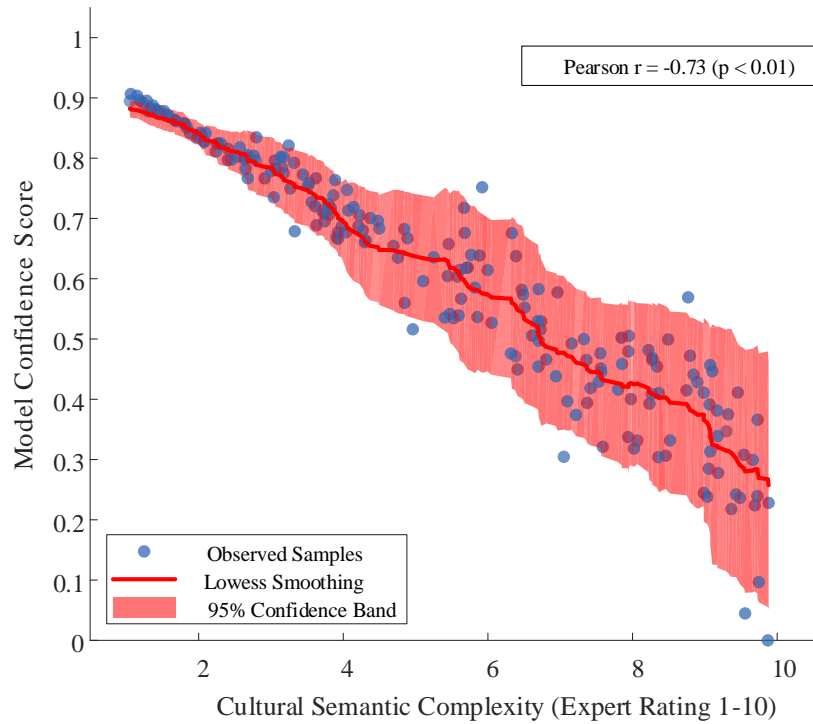 1
0.9
0.8
0.7
0.6
0.5
0.4
0.3
0.2
0.1
0
Model Confidence Score
Pearson r = -0.73 (p < 0.01)
Observed Samples
Lowess Smoothing
95% Confidence Band
2 4 6 8 10
Cultural Semantic Complexity (Expert Rating 1-10)